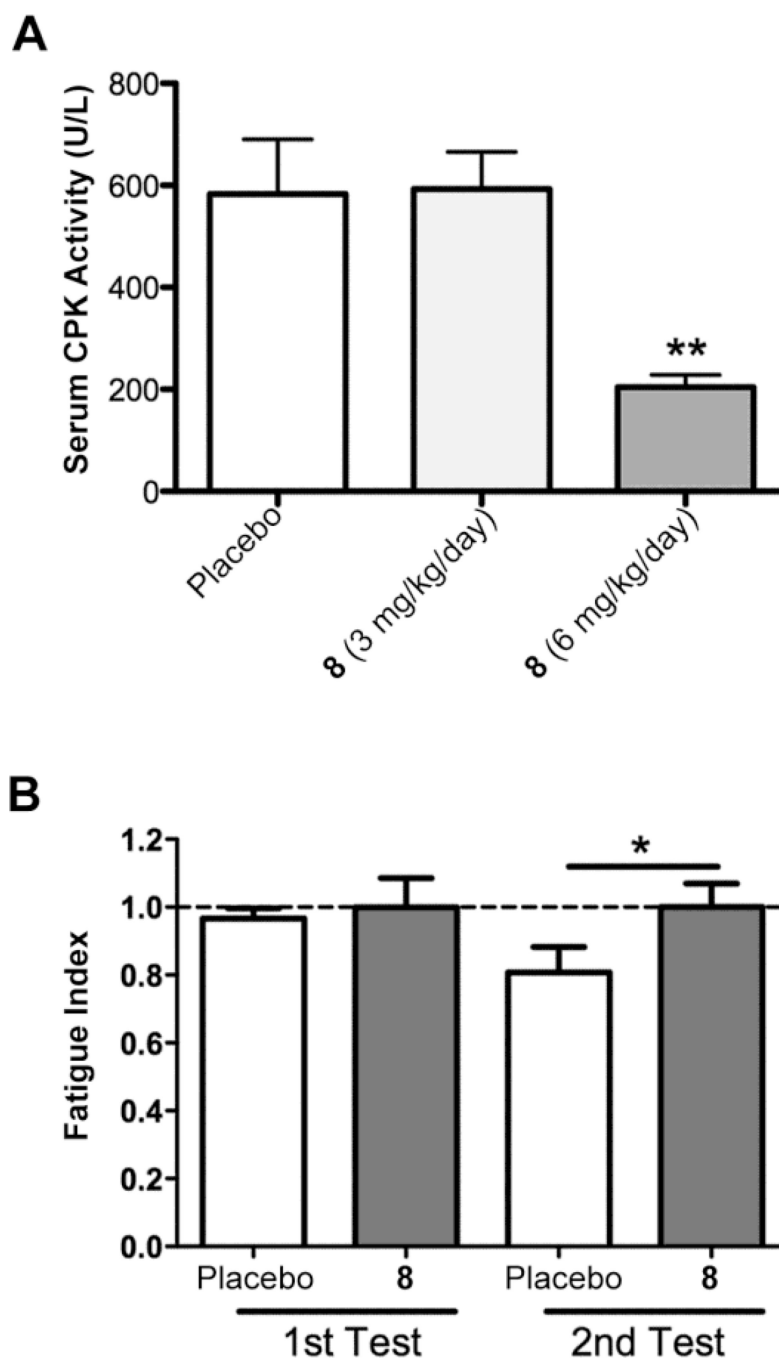 A
Serum CPK Activity (U/L)
800
600
400
200
0
**
Placebo
8 (3 mg/kg/day)
8 (6 mg/kg/day)
B
Fatigue Index
1.2
1.0
0.8
0.6
0.4
0.2
0.0
*
Placebo 8 Placebo 8
1st Test 2nd Test